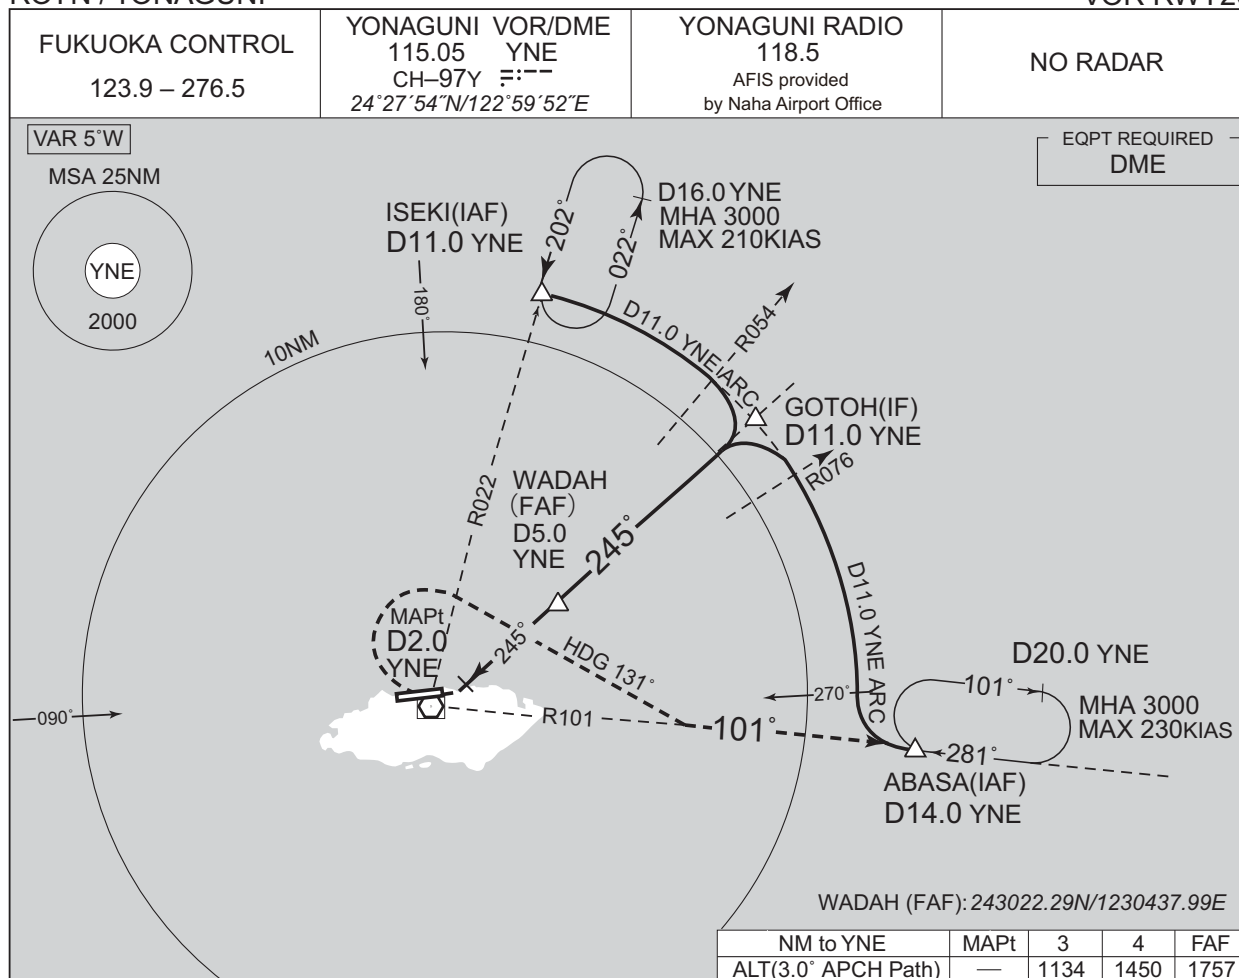 ROYN / YONAGUNI
FUKUOKA CONTROL
123.9 – 276.5
YONAGUNI VOR/DME
115.05 YNE
CH–97Y
24°27´54˝N/122°59´52˝E
YONAGUNI RADIO
118.5
AFIS provided
by Naha Airport Office
NO RADAR
VAR 5°W
MSA 25NM
YNE
2000
EQPT REQUIRED
DME
ISEKI(IAF)
D11.0 YNE
202°
022°
D16.0 YNE
MHA 3000
MAX 210KIAS
180°
10NM
D11.0 YNE ARC
R054
GOTOH(IF)
D11.0 YNE
R076
R022
WADAH
(FAF)
D5.0
YNE
245°
MAPt
D2.0
YNE
245°
HDG 131°
D11.0 YNE ARC
D20.0 YNE
101°
MHA 3000
MAX 230KIAS
270°
090°
R101
101°
281°
ABASA(IAF)
D14.0 YNE
WADAH (FAF): 243022.29N/1230437.99E
NM to YNE MAPt 3 4 FAF
ALT(3.0° APCH Path) — 1134 1450 1757